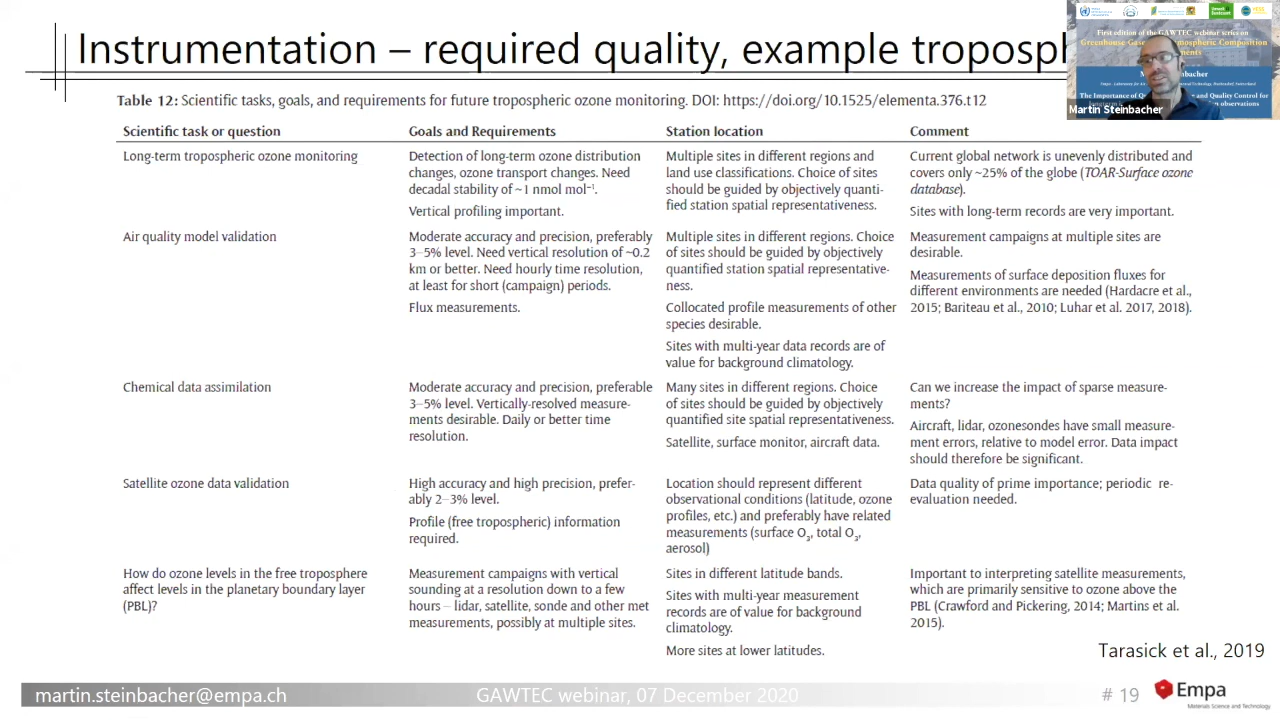 Instrumentation – required quality, example troposph
First edition of the GAWTEC webinar series on
Martin Steinbacher
Table 12: Scientific tasks, goals, and requirements for future tropospheric ozone monitoring. DOI: https://doi.org/10.1525/elementa.376.t12
Scientific task or question Goals and Requirements Station location Comment
Long-term tropospheric ozone monitoring
Detection of long-term ozone distribution
changes, ozone transport changes. Need
decadal stability of ~1 nmol mol⁻¹.
Vertical profiling important.
Multiple sites in different regions and
land use classifications. Choice of sites
should be guided by objectively quanti-
fied station spatial representativeness.
Current global network is unevenly distributed and
covers only ~25% of the globe (TOAR-Surface ozone
database).
Sites with long-term records are very important.
Air quality model validation
Moderate accuracy and precision, preferably
3–5% level. Need vertical resolution of ~0.2
km or better. Need hourly time resolution,
at least for short (campaign) periods.
Flux measurements.
Multiple sites in different regions. Choice
of sites should be guided by objectively
quantified station spatial representative-
ness.
Collocated profile measurements of other
species desirable.
Sites with multi-year data records are of
value for background climatology.
Measurement campaigns at multiple sites are
desirable.
Measurements of surface deposition fluxes for
different environments are needed (Hardacre et al.,
2015; Bariteau et al., 2010; Luhar et al. 2017, 2018).
Chemical data assimilation
Moderate accuracy and precision, preferable
3–5% level. Vertically-resolved measure-
ments desirable. Daily or better time
resolution.
Many sites in different regions. Choice
of sites should be guided by objectively
quantified site spatial representativeness.
Satellite, surface monitor, aircraft data.
Can we increase the impact of sparse measure-
ments?
Aircraft, lidar, ozonesondes have small measure-
ment errors, relative to model error. Data impact
should therefore be significant.
Satellite ozone data validation
High accuracy and high precision, prefer-
ably 2–3% level.
Profile (free tropospheric) information
required.
Location should represent different
observational conditions (latitude, ozone
profiles, etc.) and preferably have related
measurements (surface O₃, total O₃,
aerosol)
Data quality of prime importance; periodic re-
evaluation needed.
How do ozone levels in the free troposphere
affect levels in the planetary boundary layer
(PBL)?
Measurement campaigns with vertical
sounding at a resolution down to a few
hours – lidar, satellite, sonde and other met
measurements, possibly at multiple sites.
Sites in different latitude bands.
Sites with multi-year measurement
records are of value for background
climatology.
More sites at lower latitudes.
Important to interpreting satellite measurements,
which are primarily sensitive to ozone above the
PBL (Crawford and Pickering, 2014; Martins et al.
2015).
Tarasick et al., 2019
martin.steinbacher@empa.ch GAWTEC webinar, 07 December 2020 # 19
Empa
Materials Science and Technology